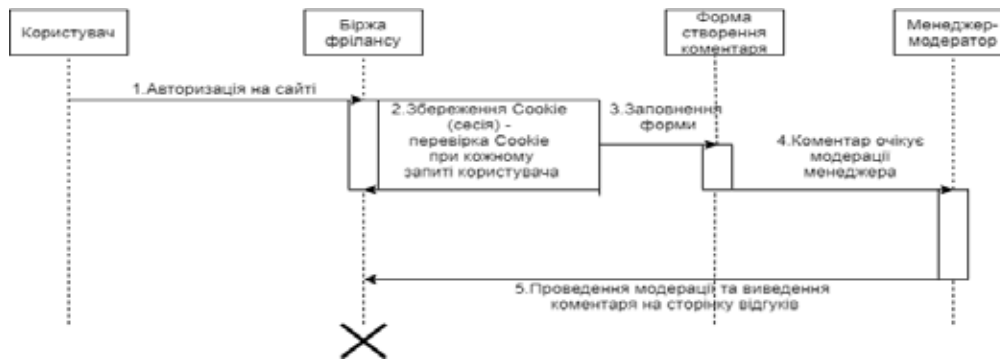 Користувач
Біржа
фрілансу
Форма
створення
коментаря
Менеджер-
модератор
1.Авторизація на сайті
2.Збереження Cookie
(сесія) -
перевірка Cookie
при кожному
запиті користувача
3.Заповнення
форми
4.Коментар очікує
модерації
менеджера
5.Проведення модерації та виведення
коментаря на сторінку відгуків